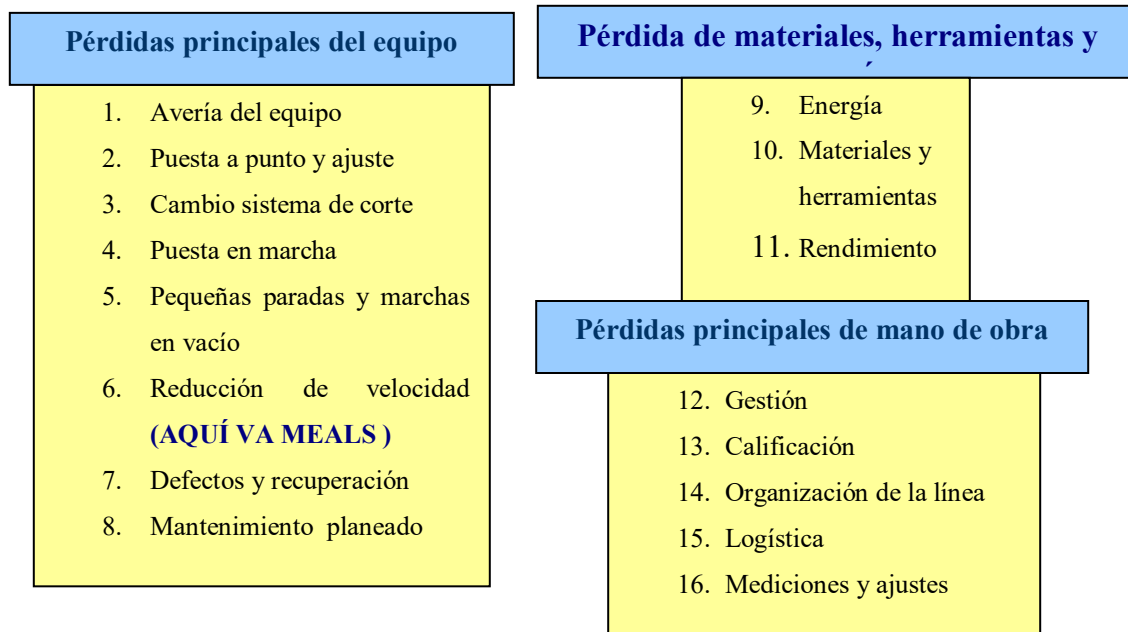 Pérdidas principales del equipo
1. Avería del equipo
2. Puesta a punto y ajuste
3. Cambio sistema de corte
4. Puesta en marcha
5. Pequeñas paradas y marchas
en vacío
6. Reducción de velocidad
(AQUÍ VA MEALS )
7. Defectos y recuperación
8. Mantenimiento planeado
Pérdida de materiales, herramientas y
9. Energía
10. Materiales y
herramientas
11. Rendimiento
Pérdidas principales de mano de obra
12. Gestión
13. Calificación
14. Organización de la línea
15. Logística
16. Mediciones y ajustes